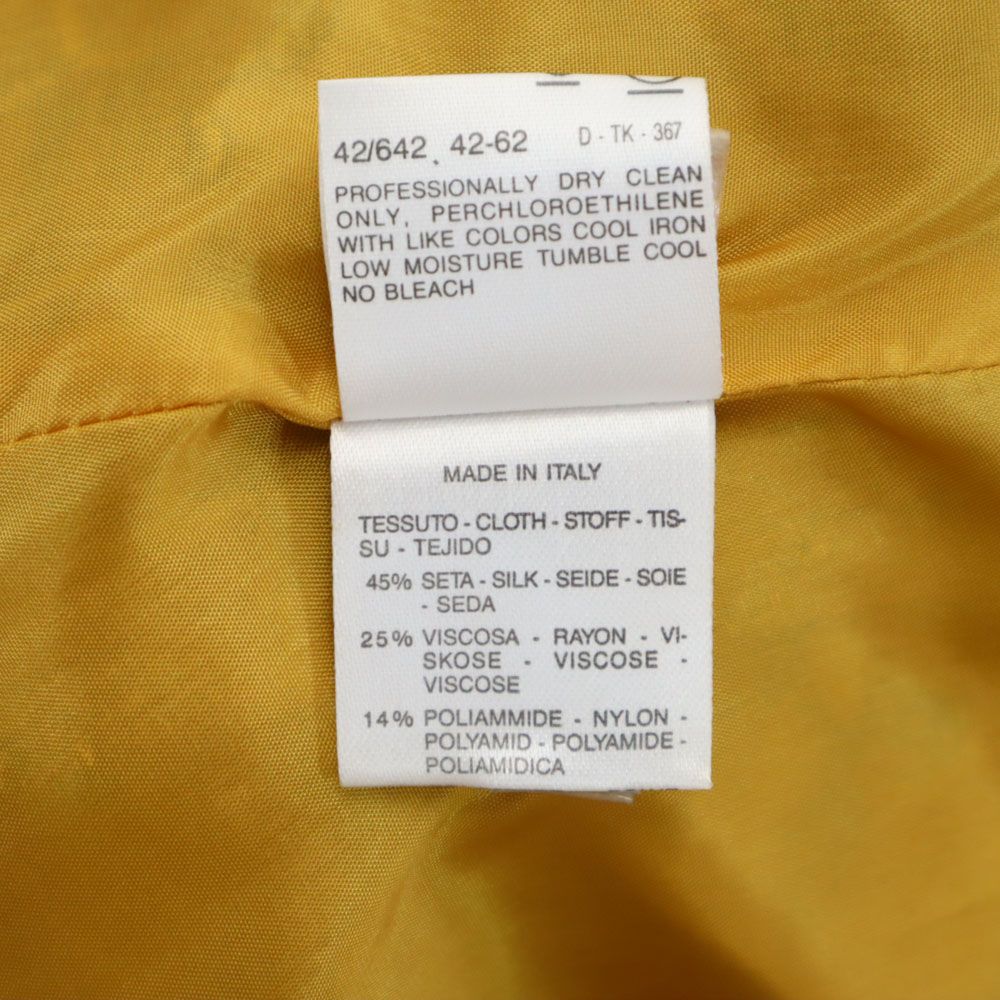 42/642 . 42-62 D - TK - 367
PROFESSIONALLY DRY CLEAN
ONLY, PERCHLOROETHILENE
WITH LIKE COLORS COOL IRON
LOW MOISTURE TUMBLE COOL
NO BLEACH
MADE IN ITALY
TESSUTO - CLOTH - STOFF - TIS-
SU - TEJIDO
45% SETA - SILK - SEIDE - SOIE
- SEDA
25% VISCOSA - RAYON - VI-
SKOSE - VISCOSE -
VISCOSE
14% POLIAMMIDE - NYLON -
POLYAMID - POLYAMIDE -
POLIAMIDICA